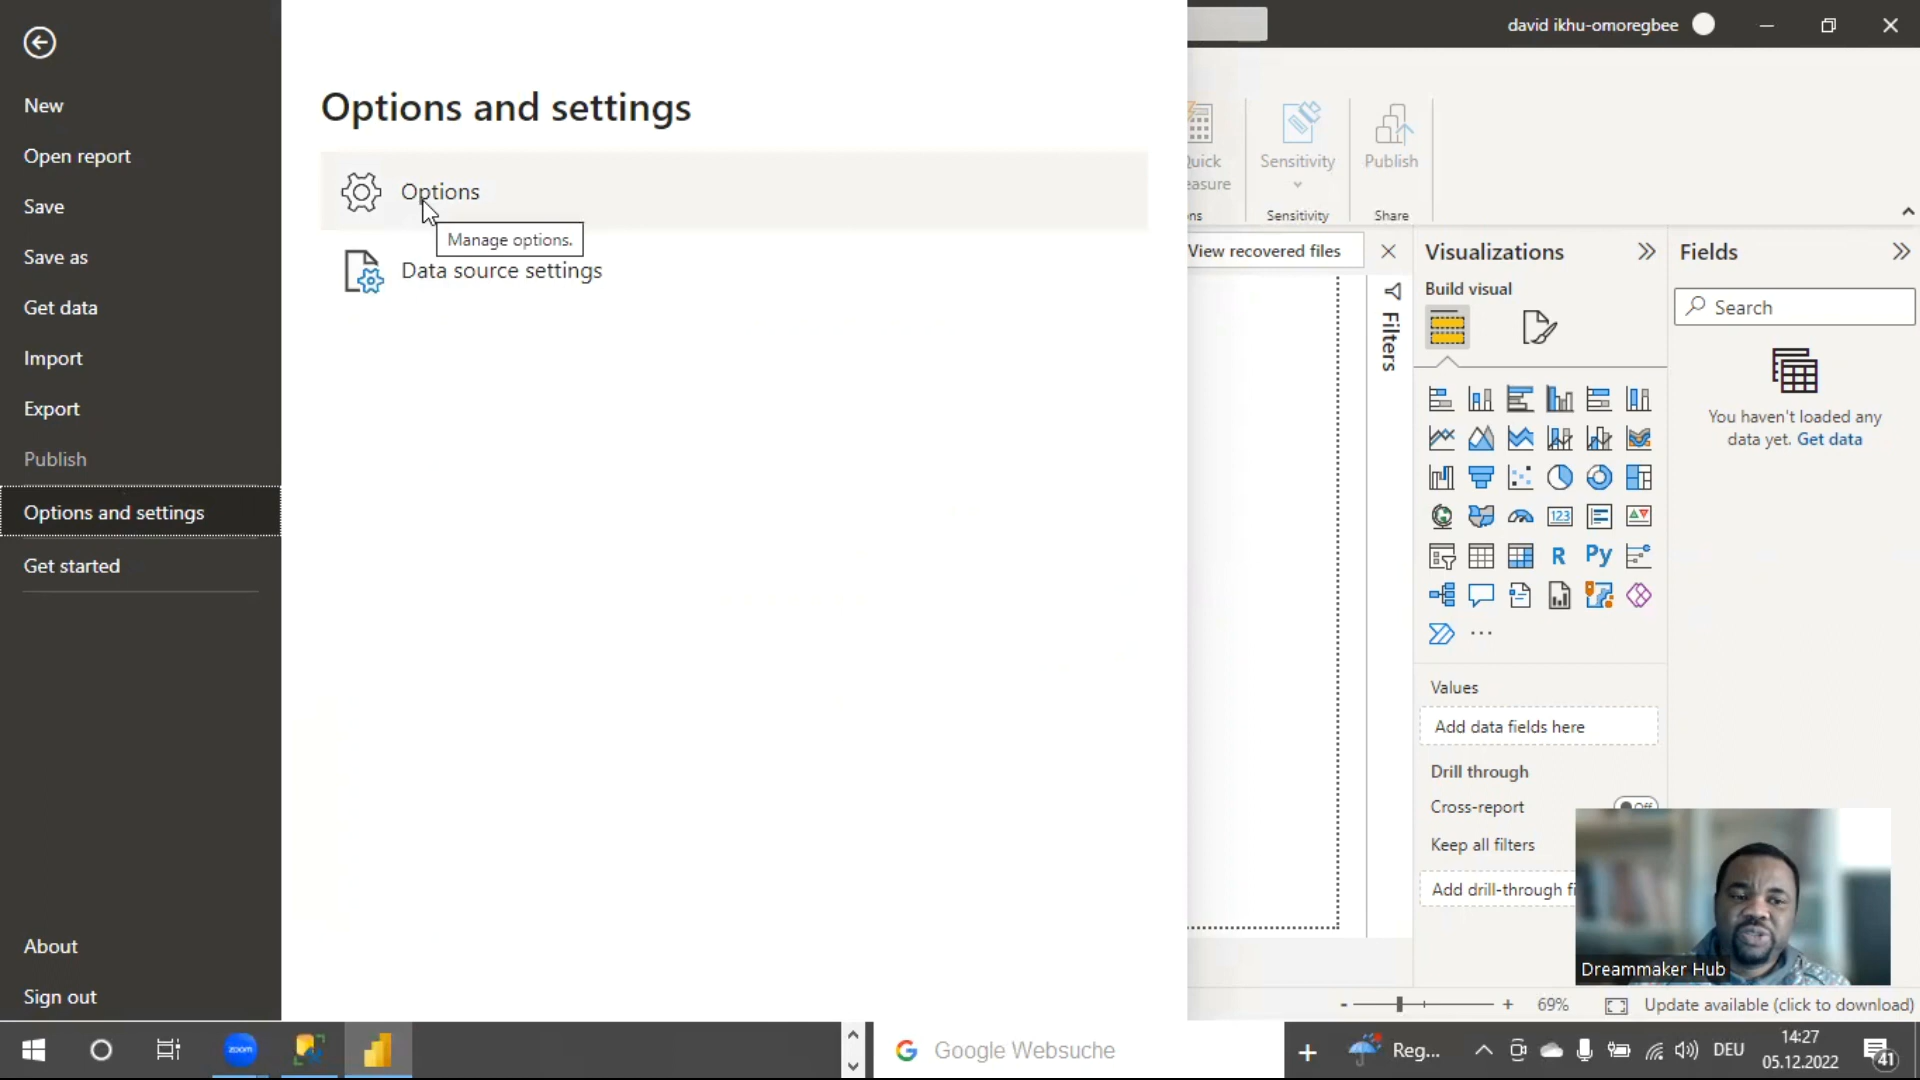 david ikhu-omoregbee
New
Open report
Save
Save as
Get data
Import
Export
Publish
Options and settings
Get started
About
Sign out
Options and settings
Options
Manage options.
Data source settings
Sensitivity
Publish
Sensitivity
Share
View recovered files
Filters
Visualizations
Build visual
123
R
Py
Values
Add data fields here
Drill through
Cross-report
Off
Keep all filters
Add drill-through fi
Fields
Search
You haven't loaded any
data yet. Get data
Dreammaker Hub
69%
Update available (click to download)
zoom
Google Websuche
Reg...
DEU
14:27
05.12.2022
41